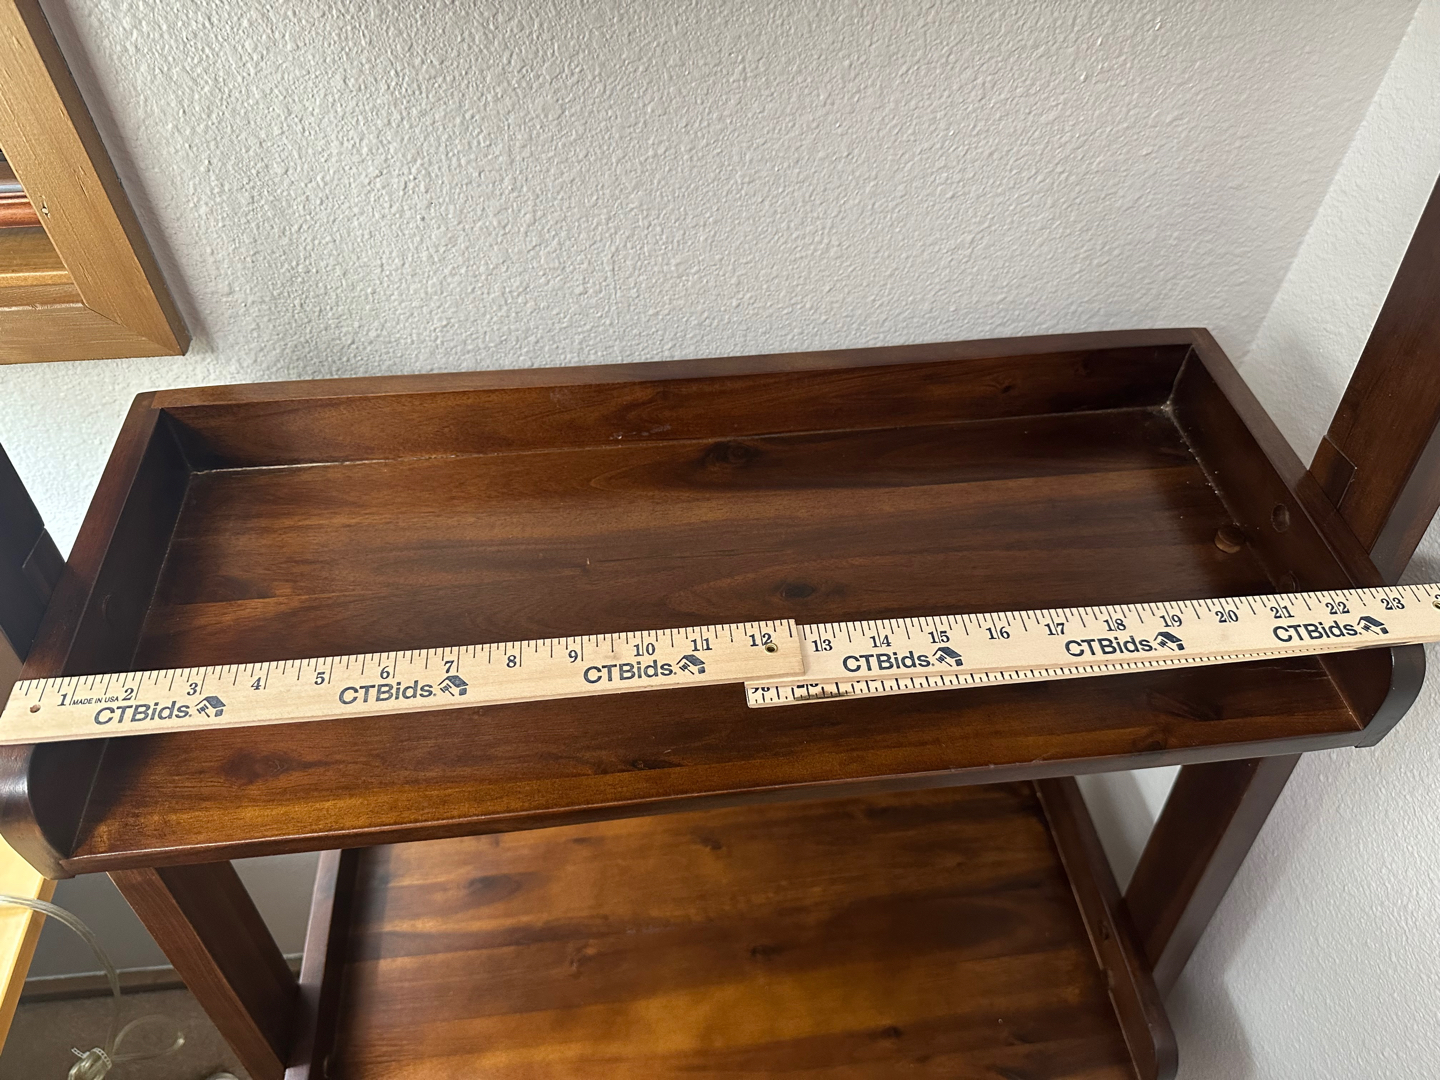 1 2 3 4 5 6 7 8 9 10 11 12 13 14 15 16 17 18 19 20 21 22 23
MADE IN USA
CTBids. CTBids. CTBids. CTBids. CTBids. CTBids.